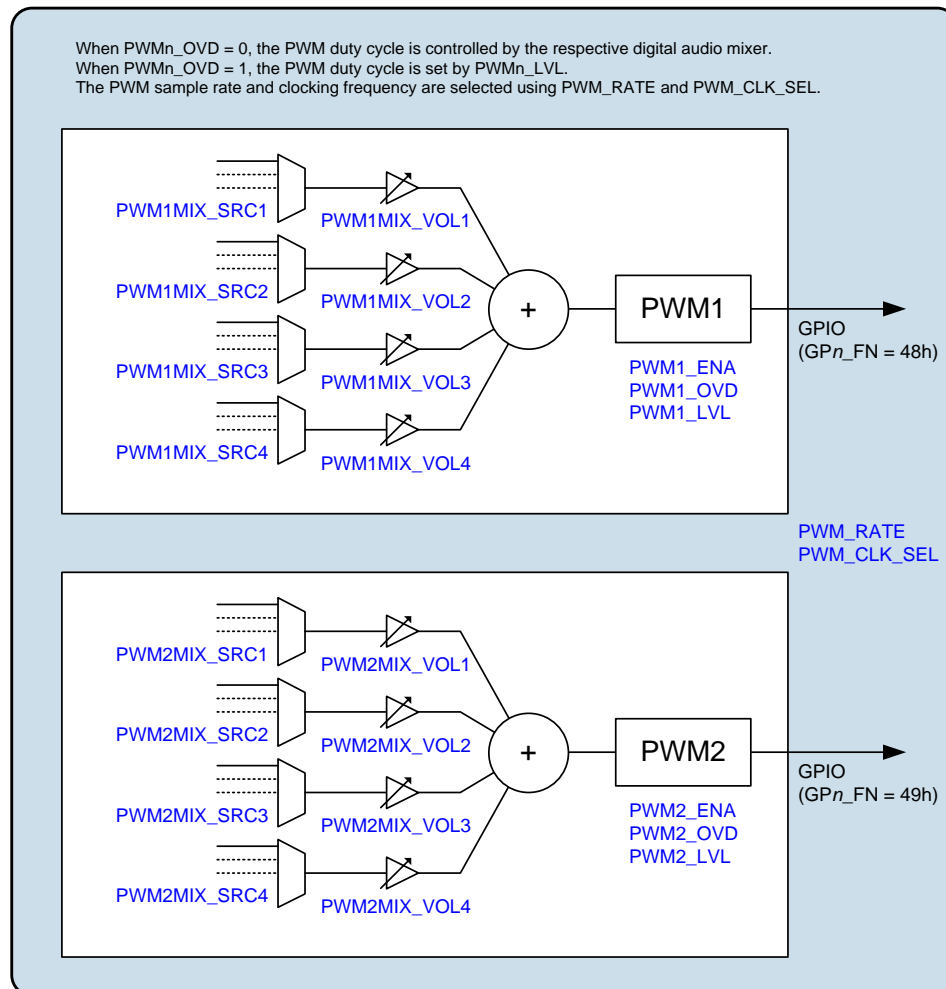 When PWMn_OVD = 0, the PWM duty cycle is controlled by the respective digital audio mixer.
When PWMn_OVD = 1, the PWM duty cycle is set by PWMn_LVL.
The PWM sample rate and clocking frequency are selected using PWM_RATE and PWM_CLK_SEL.
PWM1MIX_SRC1
PWM1MIX_VOL1
PWM1MIX_SRC2
PWM1MIX_VOL2
PWM1MIX_SRC3
PWM1MIX_VOL3
PWM1MIX_SRC4
PWM1MIX_VOL4
+
PWM1
PWM1_ENA
PWM1_OVD
PWM1_LVL
GPIO
(GPn_FN = 48h)
PWM_RATE
PWM_CLK_SEL
PWM2MIX_SRC1
PWM2MIX_VOL1
PWM2MIX_SRC2
PWM2MIX_VOL2
PWM2MIX_SRC3
PWM2MIX_VOL3
PWM2MIX_SRC4
PWM2MIX_VOL4
+
PWM2
PWM2_ENA
PWM2_OVD
PWM2_LVL
GPIO
(GPn_FN = 49h)